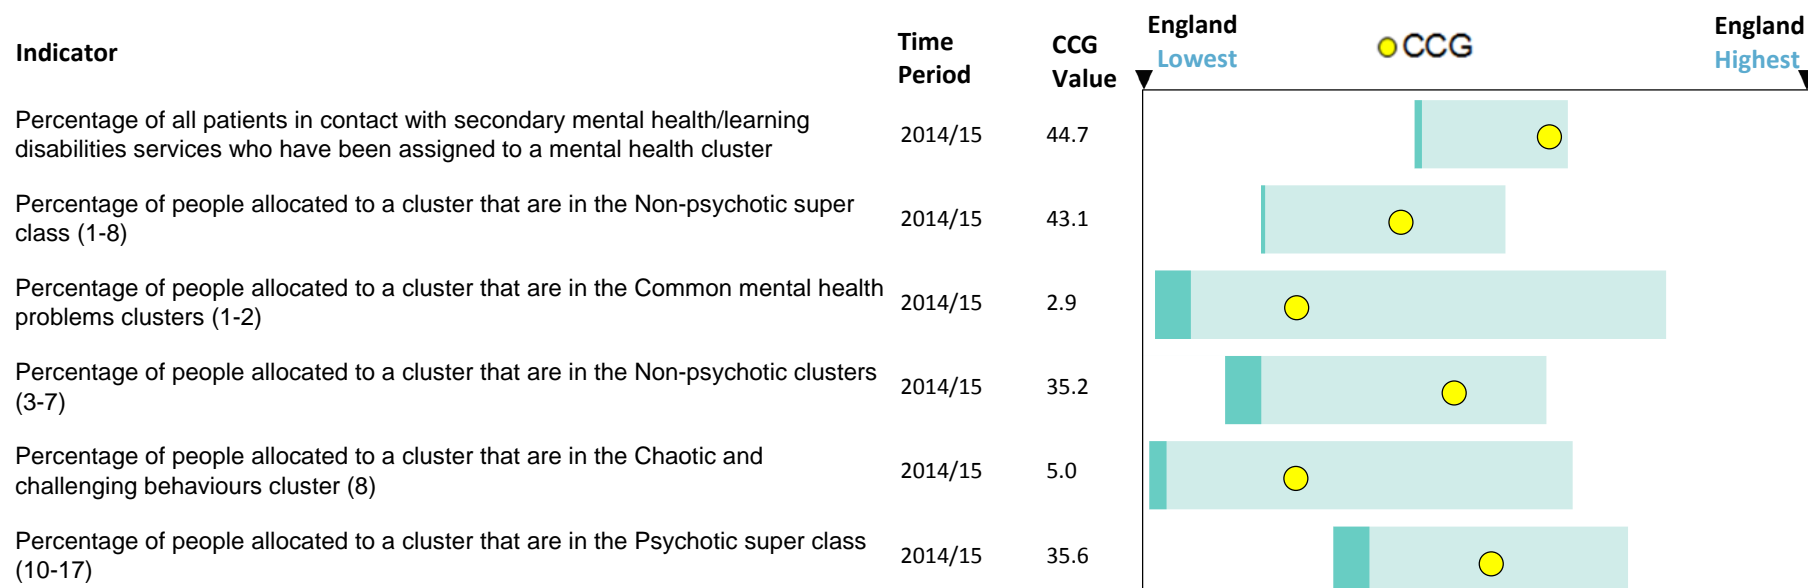 Indicator
Time Period
CCG Value
England Lowest
CCG
England Highest
Percentage of all patients in contact with secondary mental health/learning
disabilities services who have been assigned to a mental health cluster
2014/15
44.7
Percentage of people allocated to a cluster that are in the Non-psychotic super
class (1-8)
2014/15
43.1
Percentage of people allocated to a cluster that are in the Common mental health
problems clusters (1-2)
2014/15
2.9
Percentage of people allocated to a cluster that are in the Non-psychotic clusters
(3-7)
2014/15
35.2
Percentage of people allocated to a cluster that are in the Chaotic and
challenging behaviours cluster (8)
2014/15
5.0
Percentage of people allocated to a cluster that are in the Psychotic super class
(10-17)
2014/15
35.6